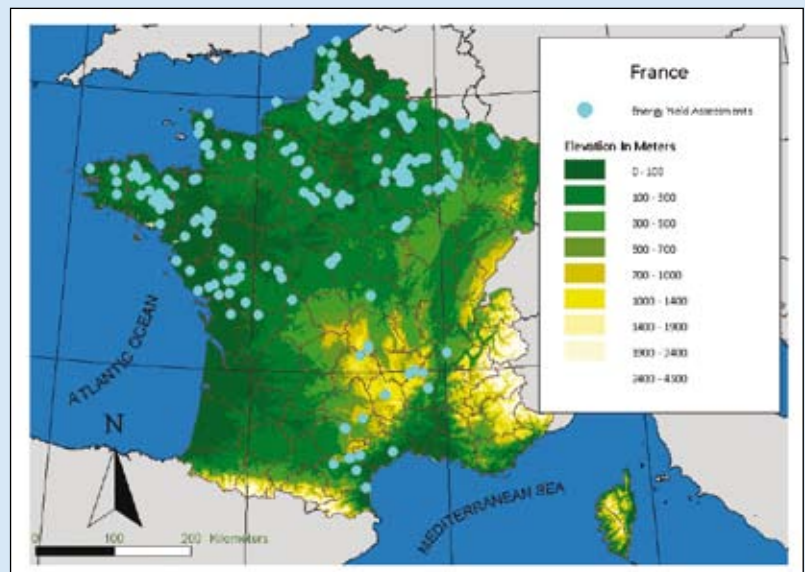 France
Energy Yield Assessments
Elevation In Meters
0 - 100
100 - 300
300 - 500
500 - 700
700 - 1000
1000 - 1400
1400 - 1900
1900 - 2400
2400 - 4500
ATLANTIC OCEAN
N
MEDITERRANEAN SEA
0 100 200 Kilometers